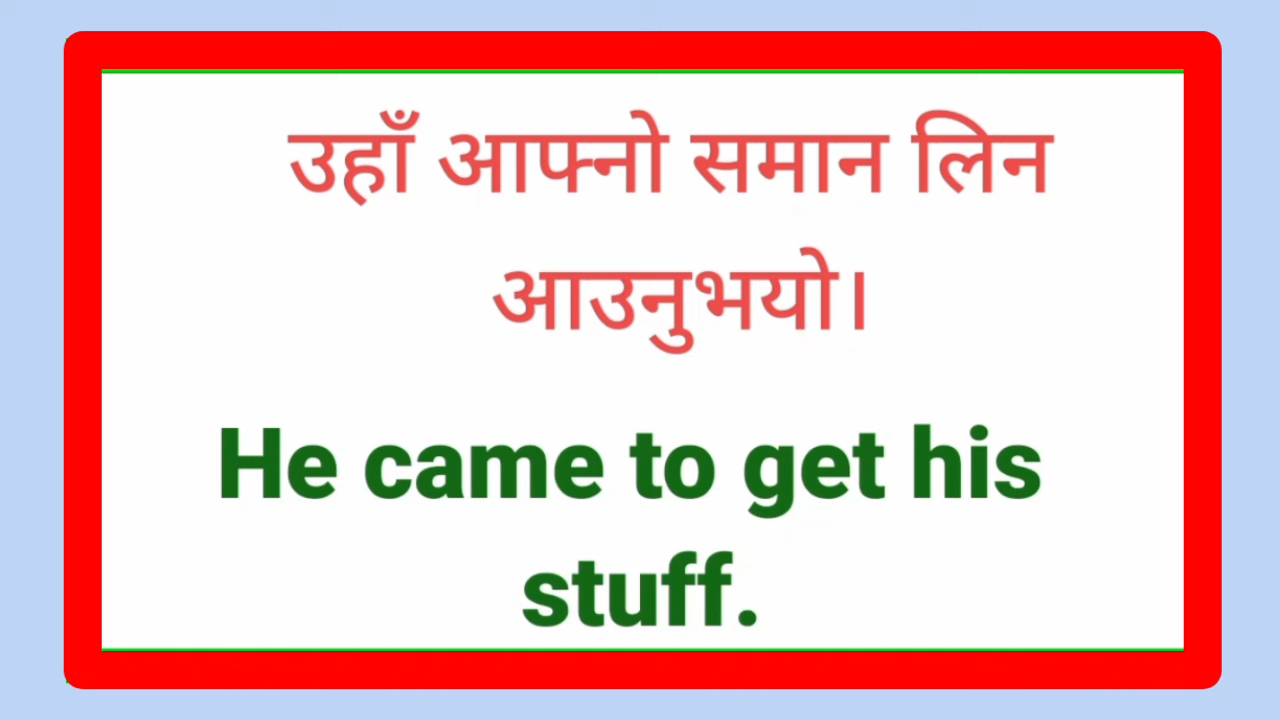 उहाँ आफ्नो समान लिन
आउनुभयो।
He came to get his
stuff.